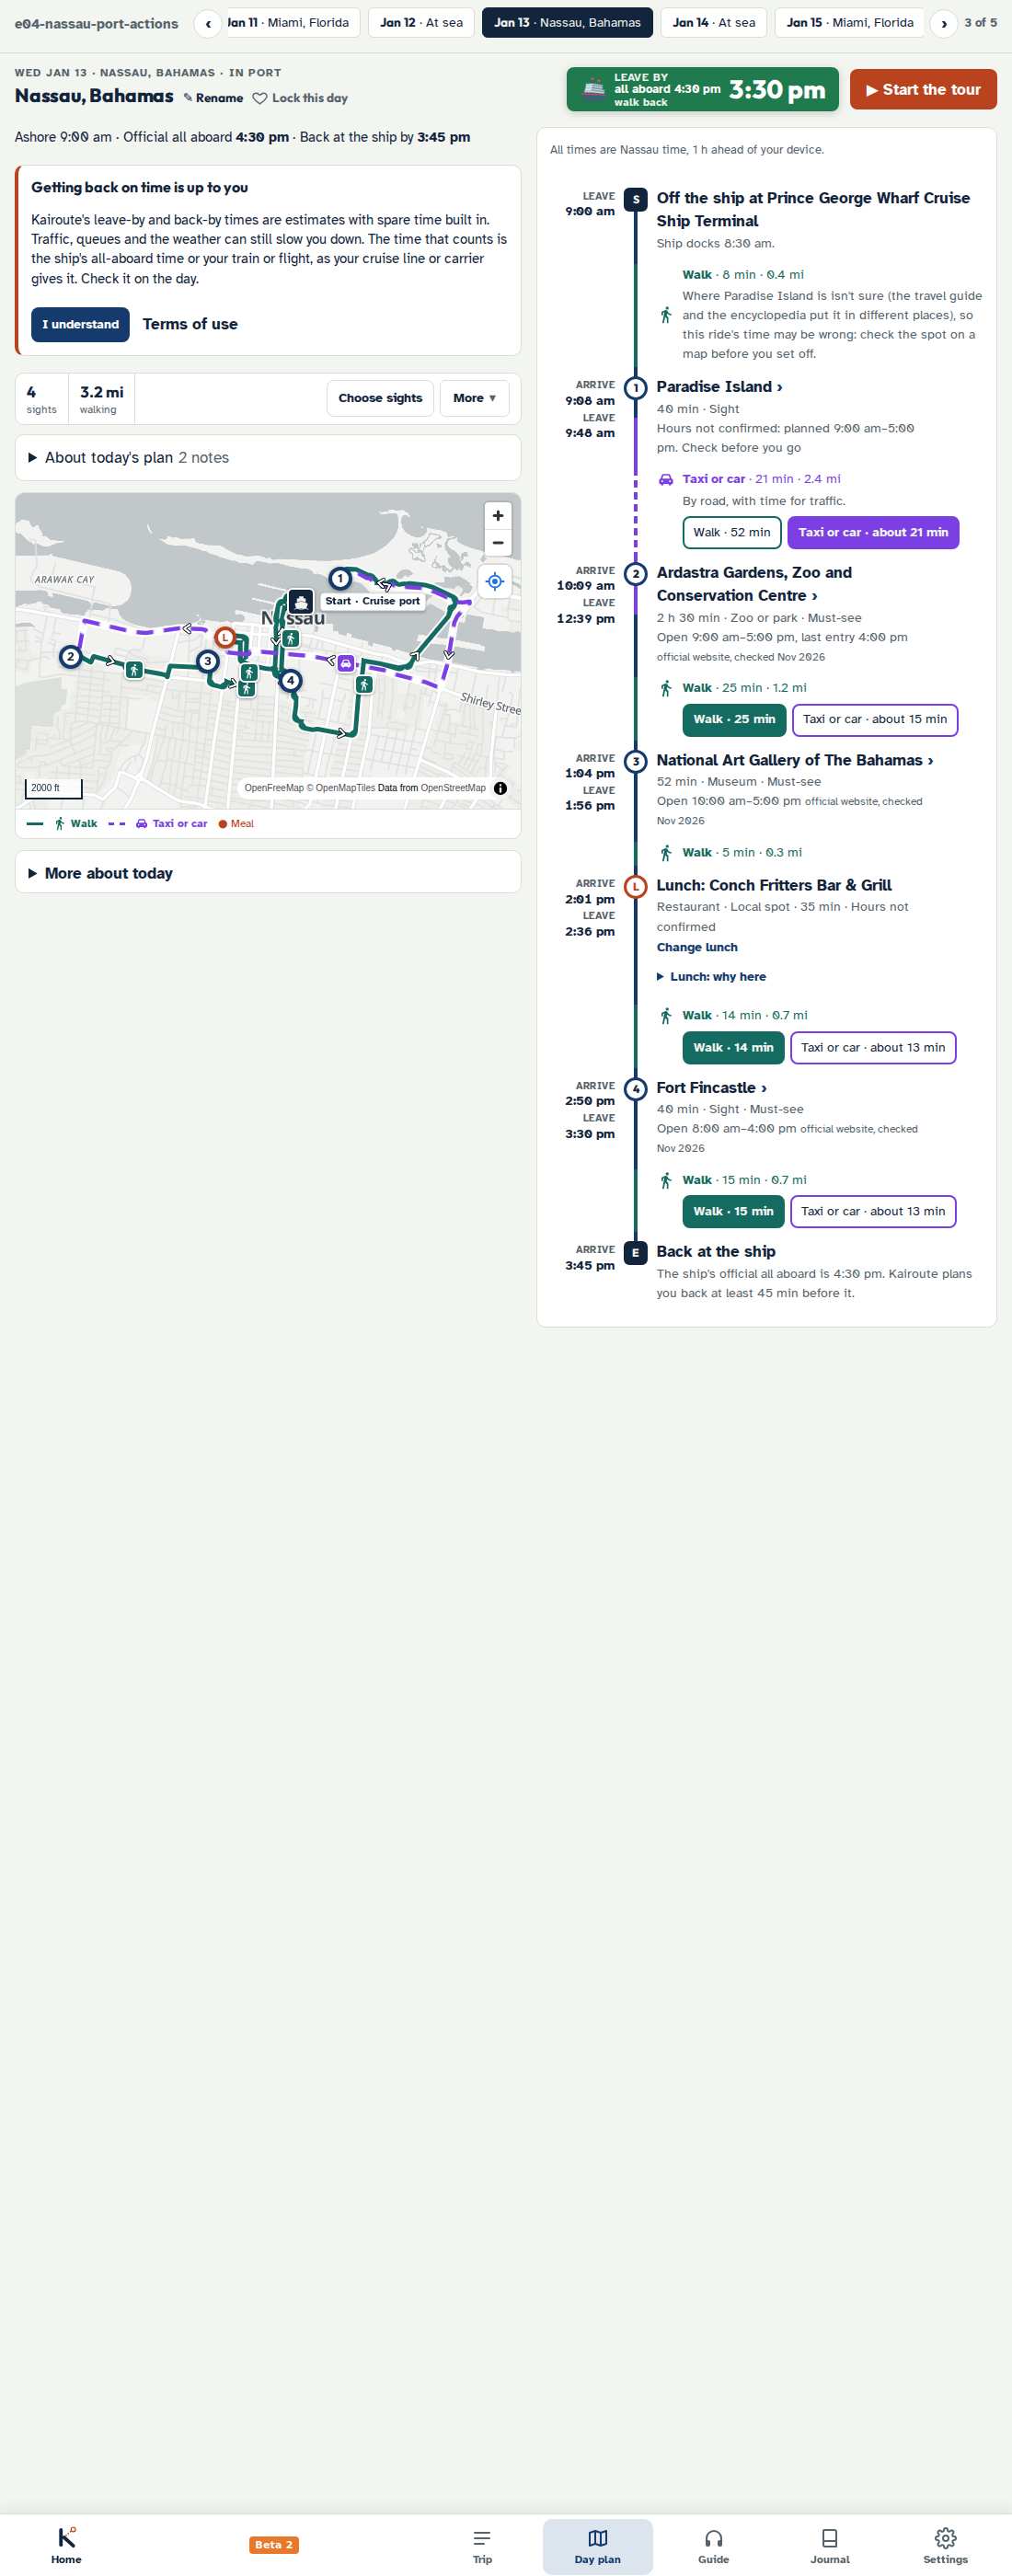 e04-nassau-port-actions
‹
Jan 11 · Miami, Florida
Jan 12 · At sea
Jan 13 · Nassau, Bahamas
Jan 14 · At sea
Jan 15 · Miami, Florida
›
3 of 5
WED JAN 13 · NASSAU, BAHAMAS · IN PORT
Nassau, Bahamas
✎ Rename
Lock this day
LEAVE BY
all aboard 4:30 pm
walk back
3:30 pm
▶ Start the tour
Ashore 9:00 am · Official all aboard 4:30 pm · Back at the ship by 3:45 pm
Getting back on time is up to you
Kairoute's leave-by and back-by times are estimates with spare time built in.
Traffic, queues and the weather can still slow you down. The time that counts is
the ship's all-aboard time or your train or flight, as your cruise line or carrier
gives it. Check it on the day.
I understand
Terms of use
4
sights
3.2 mi
walking
Choose sights
More ▼
▶ About today's plan 2 notes
ARAWAK CAY
1
Start · Cruise port
Nassau
L
2
3
4
Shirley Stree
+
−
2000 ft
OpenFreeMap © OpenMapTiles Data from OpenStreetMap
Walk
Taxi or car
Meal
▶ More about today
All times are Nassau time, 1 h ahead of your device.
LEAVE
9:00 am
S
Off the ship at Prince George Wharf Cruise
Ship Terminal
Ship docks 8:30 am.
Walk · 8 min · 0.4 mi
Where Paradise Island is isn't sure (the travel guide
and the encyclopedia put it in different places), so
this ride's time may be wrong: check the spot on a
map before you set off.
ARRIVE
9:08 am
LEAVE
9:48 am
1
Paradise Island ›
40 min · Sight
Hours not confirmed: planned 9:00 am–5:00
pm. Check before you go
Taxi or car · 21 min · 2.4 mi
By road, with time for traffic.
Walk · 52 min
Taxi or car · about 21 min
ARRIVE
10:09 am
LEAVE
12:39 pm
2
Ardastra Gardens, Zoo and
Conservation Centre ›
2 h 30 min · Zoo or park · Must-see
Open 9:00 am–5:00 pm, last entry 4:00 pm
official website, checked Nov 2026
Walk · 25 min · 1.2 mi
Walk · 25 min
Taxi or car · about 15 min
ARRIVE
1:04 pm
LEAVE
1:56 pm
3
National Art Gallery of The Bahamas ›
52 min · Museum · Must-see
Open 10:00 am–5:00 pm official website, checked
Nov 2026
Walk · 5 min · 0.3 mi
ARRIVE
2:01 pm
LEAVE
2:36 pm
L
Lunch: Conch Fritters Bar & Grill
Restaurant · Local spot · 35 min · Hours not
confirmed
Change lunch
▶ Lunch: why here
Walk · 14 min · 0.7 mi
Walk · 14 min
Taxi or car · about 13 min
ARRIVE
2:50 pm
LEAVE
3:30 pm
4
Fort Fincastle ›
40 min · Sight · Must-see
Open 8:00 am–4:00 pm official website, checked
Nov 2026
Walk · 15 min · 0.7 mi
Walk · 15 min
Taxi or car · about 13 min
ARRIVE
3:45 pm
E
Back at the ship
The ship's official all aboard is 4:30 pm. Kairoute plans
you back at least 45 min before it.
Home
Beta 2
Trip
Day plan
Guide
Journal
Settings